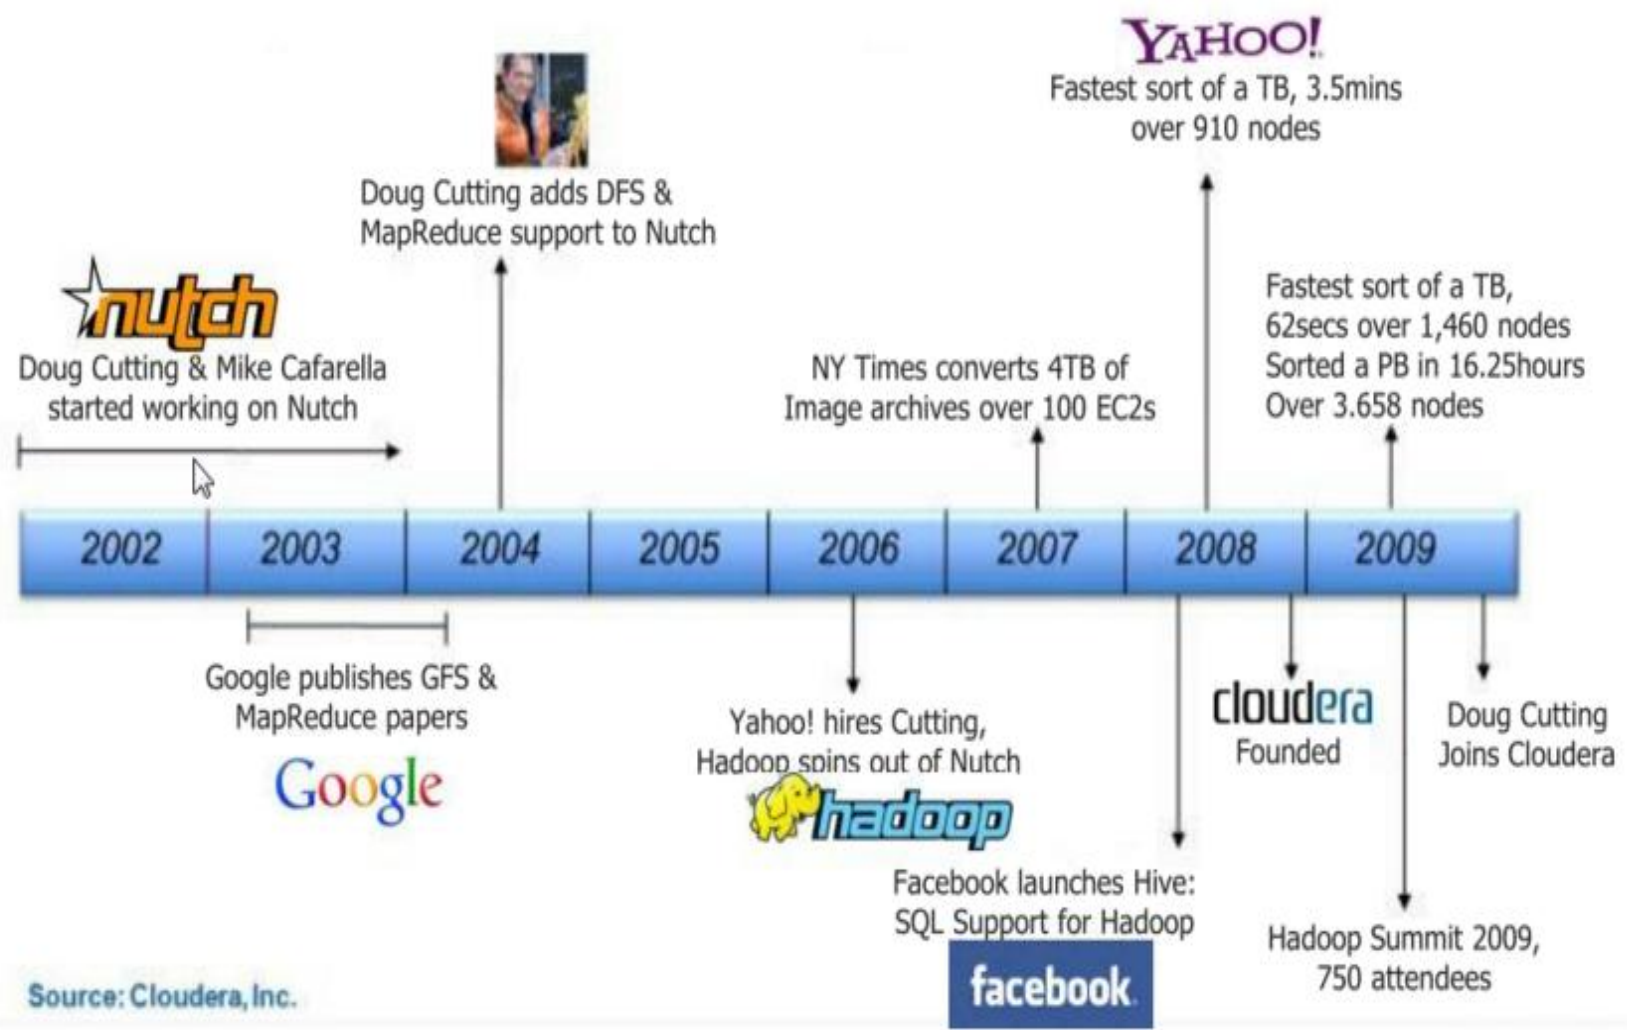 YAHOO!
Fastest sort of a TB, 3.5mins
over 910 nodes
Doug Cutting adds DFS &
MapReduce support to Nutch
nutch
Doug Cutting & Mike Cafarella
started working on Nutch
NY Times converts 4TB of
Image archives over 100 EC2s
Fastest sort of a TB,
62secs over 1,460 nodes
Sorted a PB in 16.25hours
Over 3.658 nodes
2002
2003
2004
2005
2006
2007
2008
2009
Google publishes GFS &
MapReduce papers
Google
Yahoo! hires Cutting,
Hadoop spins out of Nutch
hadoop
Facebook launches Hive:
SQL Support for Hadoop
facebook
cloudera
Founded
Doug Cutting
Joins Cloudera
Hadoop Summit 2009,
750 attendees
Source: Cloudera, Inc.